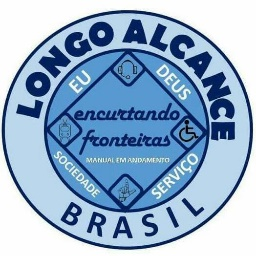 LONGO ALCANCE
EU
DEUS
encurtando
fronteiras
MANUAL EM ANDAMENTO
SOCIEDADE
SERVIÇO
BRASIL